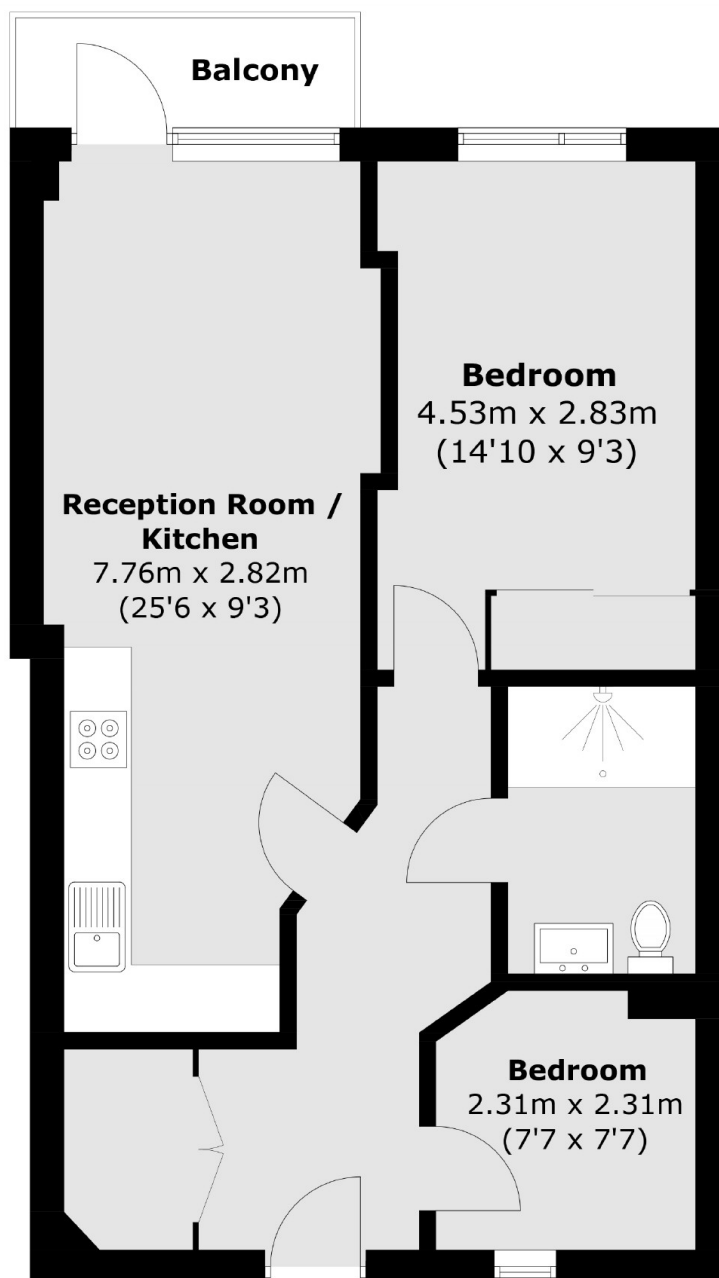 Balcony
Bedroom
4.53m x 2.83m
(14'10 x 9'3)
Reception Room /
Kitchen
7.76m x 2.82m
(25'6 x 9'3)
Bedroom
2.31m x 2.31m
(7'7 x 7'7)